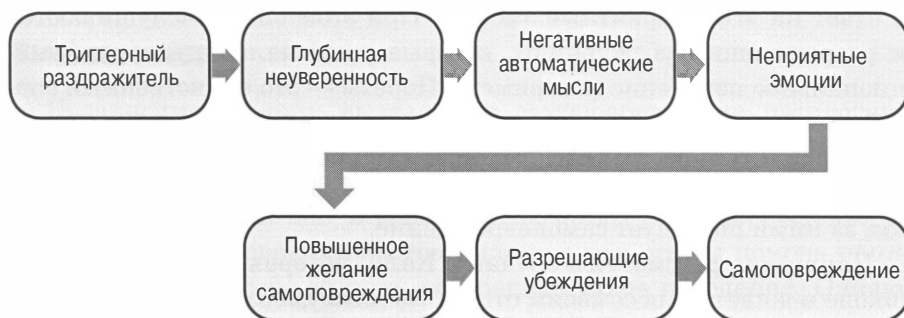 Триггерный
раздражитель
Глубинная
неуверенность
Негативные
автоматические
мысли
Неприятные
эмоции
Повышенное
желание
самоповреждения
Разрешающие
убеждения
Самоповреждение